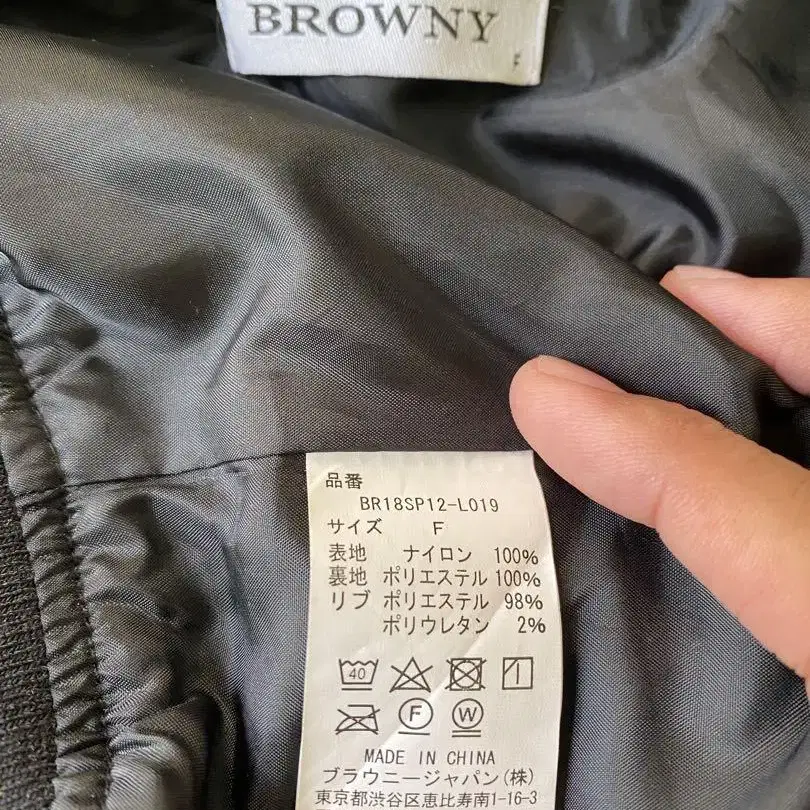 BROWNY
F
品番
BR18SP12-L019
サイズ F
表地 ナイロン 100%
裏地 ポリエステル 100%
リブ ポリエステル 98%
ポリウレタン 2%
40
F W
MADE IN CHINA
ブラウニージャパン(株)
東京都渋谷区恵比寿南1-16-3